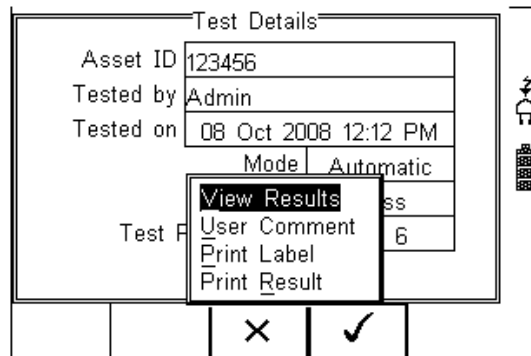 Test Details
Asset ID 123456
Tested by Admin
Tested on 08 Oct 2008 12:12 PM
Mode Automatic
View Results
ss
User Comment
Test 6
Print Label
Print Result